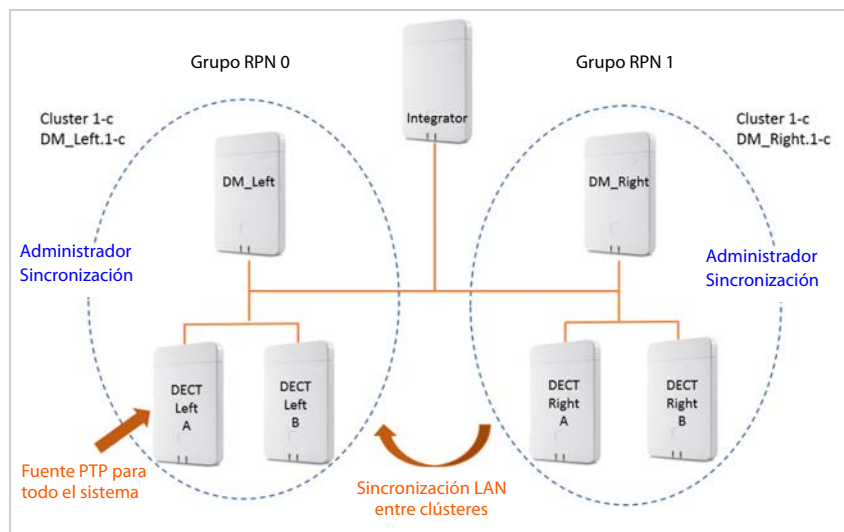 Grupo RPN 0
Grupo RPN 1
Integrator
Cluster 1-c
DM_Left.1-c
Cluster 1-c
DM_Right.1-c
DM_Left
DM_Right
Administrador
Sincronización
Administrador
Sincronización
DECT
Left
A
DECT
Left
B
DECT
Right
A
DECT
Right
B
Fuente PTP para
todo el sistema
Sincronización LAN
entre clústeres